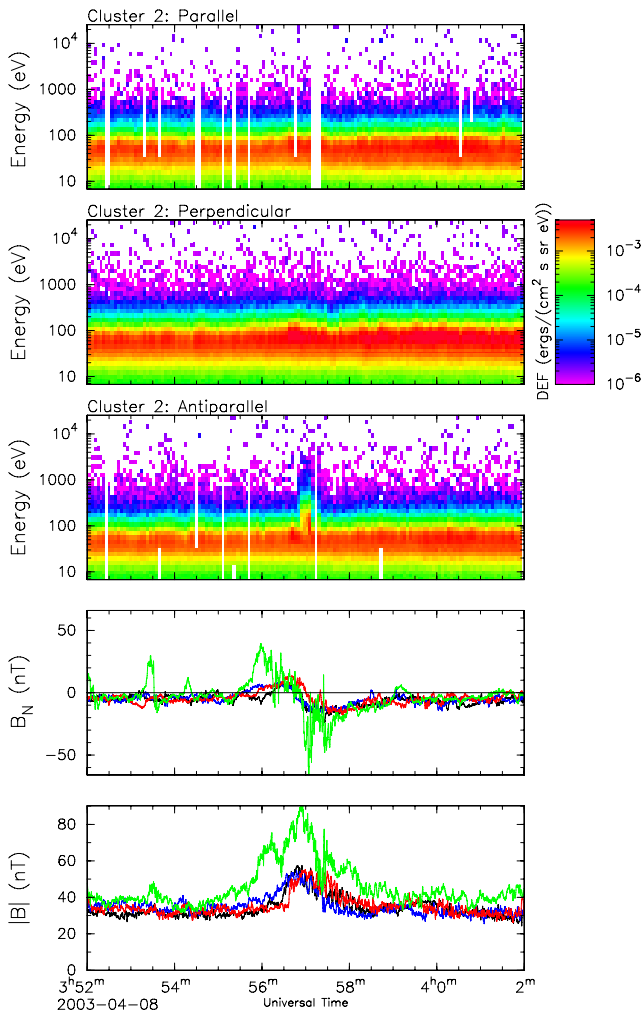 Cluster 2: Parallel
10⁴
1000
100
10
Energy (eV)
Cluster 2: Perpendicular
10⁴
1000
100
10
Energy (eV)
10⁻³
10⁻⁴
10⁻⁵
10⁻⁶
DEF (ergs/(cm² s sr eV))
Cluster 2: Antiparallel
10⁴
1000
100
10
Energy (eV)
50
0
−50
B_N (nT)
80
60
40
20
0
|B| (nT)
3ʰ52ᵐ 54ᵐ 56ᵐ 58ᵐ 4ʰ0ᵐ 2ᵐ
2003−04−08 Universal Time